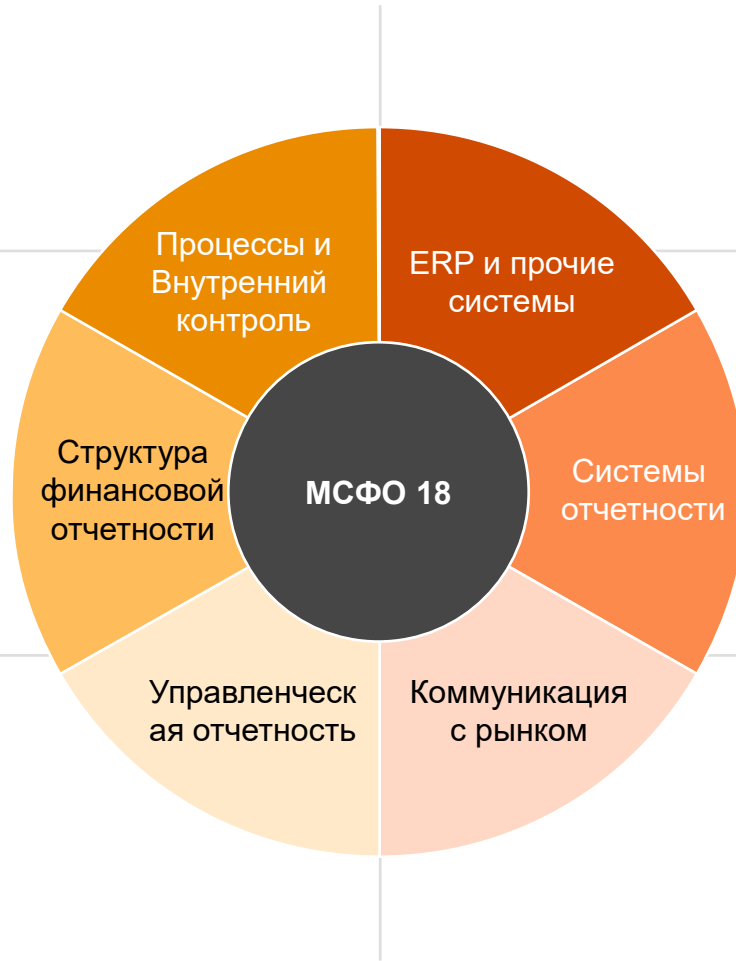 Процессы и
Внутренний
контроль
ERP и прочие
системы
Структура
финансовой
отчетности
МСФО 18
Системы
отчетности
Управленческ
ая отчетность
Коммуникация
с рынком